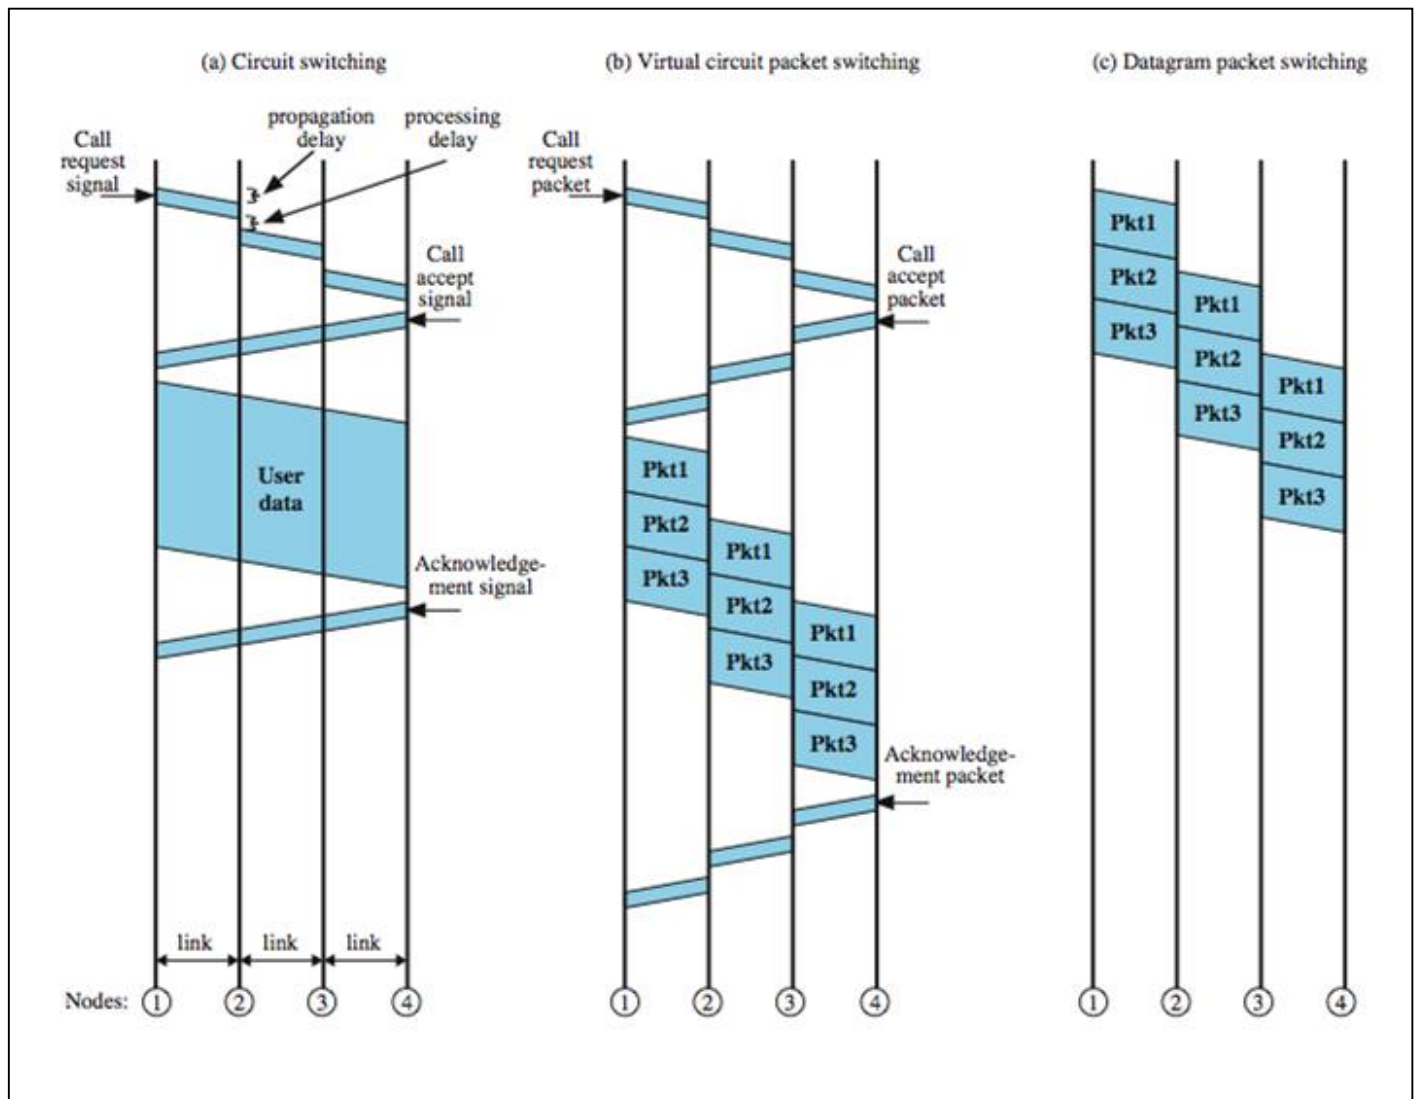 (a) Circuit switching
propagation
delay
processing
delay
Call
request
signal
Call
accept
signal
User
data
Acknowledge-
ment signal
link
link
link
Nodes:
1
2
3
4
(b) Virtual circuit packet switching
Call
request
packet
Call
accept
packet
Pkt1
Pkt2
Pkt3
Pkt1
Pkt2
Pkt3
Pkt1
Pkt2
Pkt3
Acknowledge-
ment packet
1
2
3
4
(c) Datagram packet switching
Pkt1
Pkt2
Pkt3
Pkt1
Pkt2
Pkt3
Pkt1
Pkt2
Pkt3
1
2
3
4